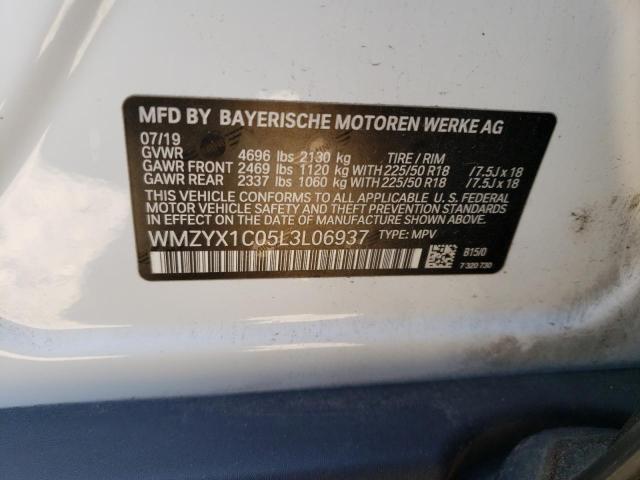 MFD BY BAYERISCHE MOTOREN WERKE AG
07/19
GVWR 4696 lbs 2130 kg TIRE / RIM
GAWR FRONT 2469 lbs 1120 kg WITH 225/50 R18 /7.5J x 18
GAWR REAR 2337 lbs 1060 kg WITH 225/50 R18 /7.5J x 18
THIS VEHICLE CONFORMS TO ALL APPLICABLE U. S. FEDERAL
MOTOR VEHICLE SAFETY, BUMPER, AND THEFT PREVENTION
STANDARDS IN EFFECT ON THE DATE OF MANUFACTURE SHOWN ABOVE.
WMZYX1C05L3L06937 TYPE: MPV
B15/0
7 320 730